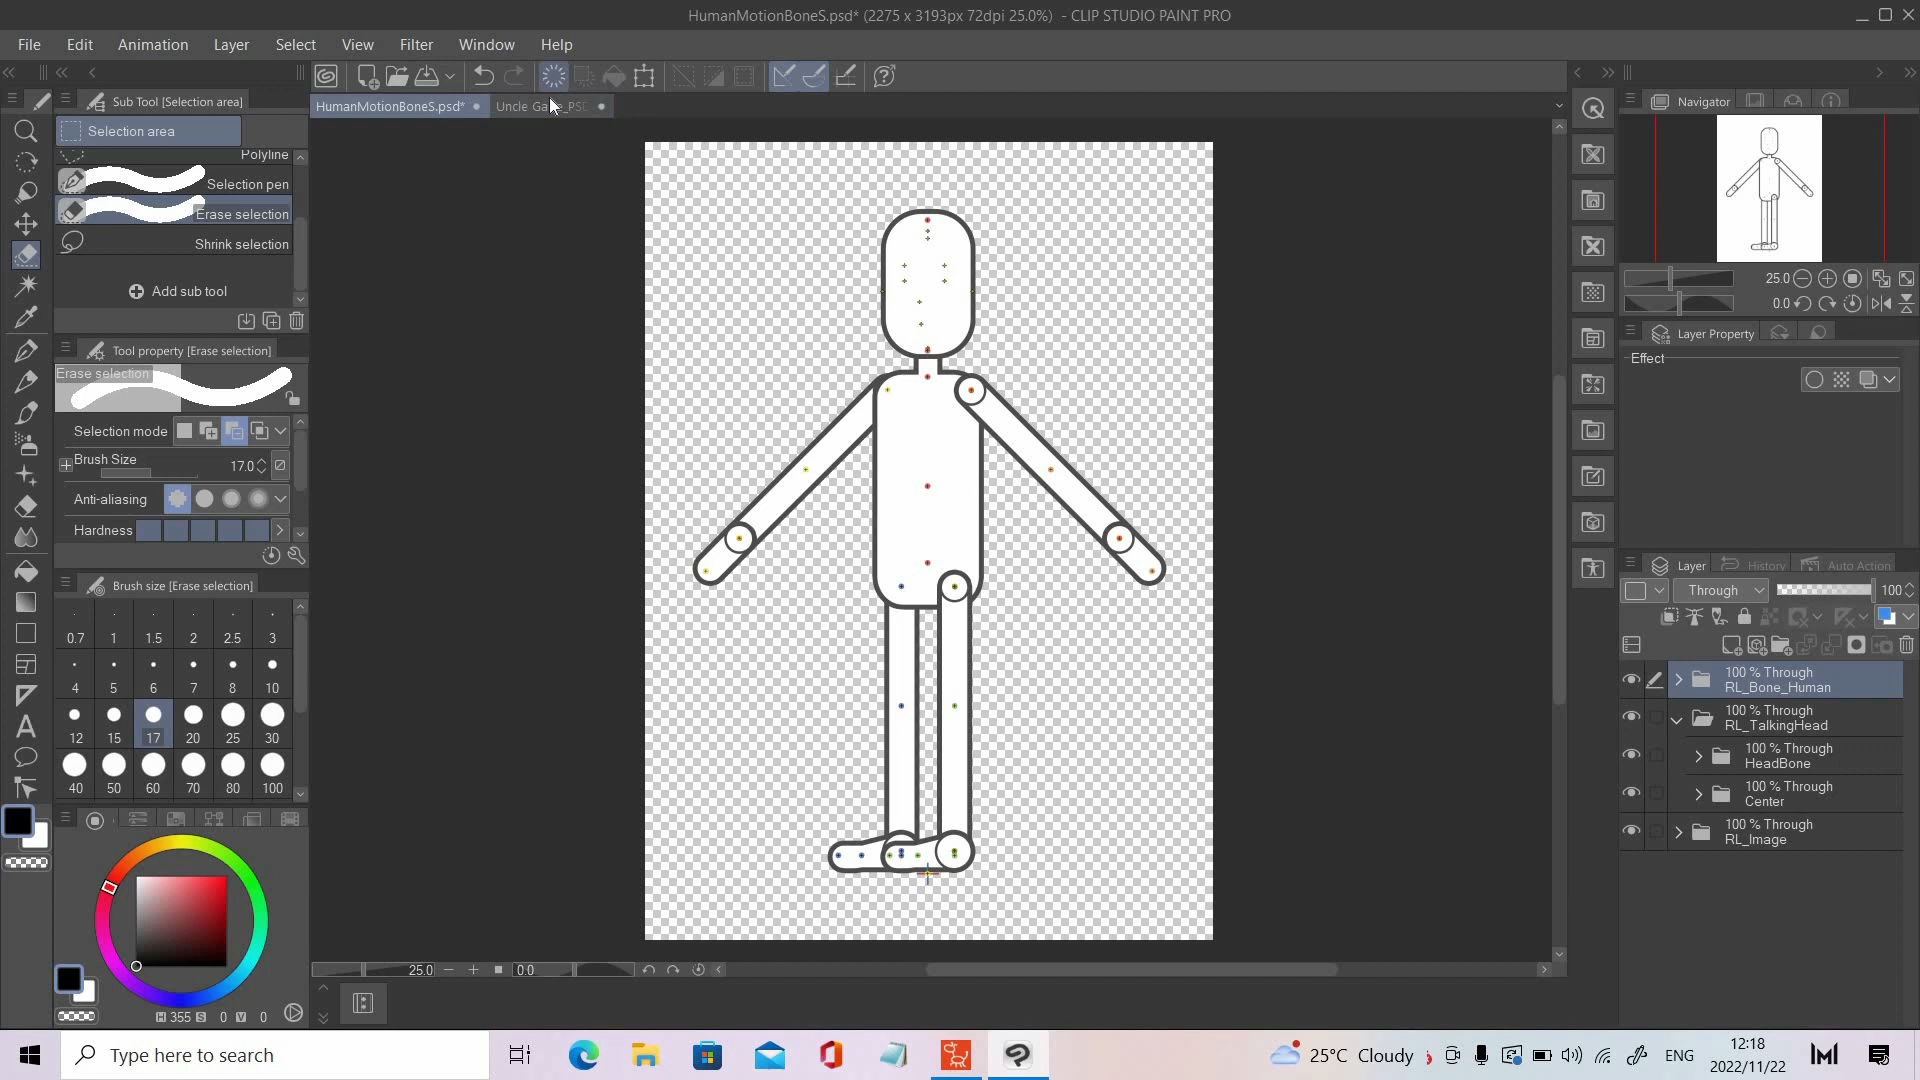 HumanMotionBoneS.psd* (2275 x 3193px 72dpi 25.0%) - CLIP STUDIO PAINT PRO
File Edit Animation Layer Select View Filter Window Help
Sub Tool [Selection area]
HumanMotionBoneS.psd*
Navigator
Selection area
Polyline
Selection pen
Erase selection
Shrink selection
Add sub tool
25.0
0.0
Layer Property
Tool property [Erase selection]
Effect
Erase selection
Selection mode
Brush Size 17.0
Anti-aliasing
Hardness
Layer History Auto Action
Brush size [Erase selection]
Through 100
0.7 1 1.5 2 2.5 3
4 5 6 7 8 10
12 15 17 20 25 30
40 50 60 70 80 100
100 % Through
RL_Bone_Human
100 % Through
RL_TalkingHead
100 % Through
HeadBone
100 % Through
Center
100 % Through
RL_Image
25.0 0.0
H 355 S 0 V 0
Type here to search
25°C Cloudy
ENG
12:18
2022/11/22